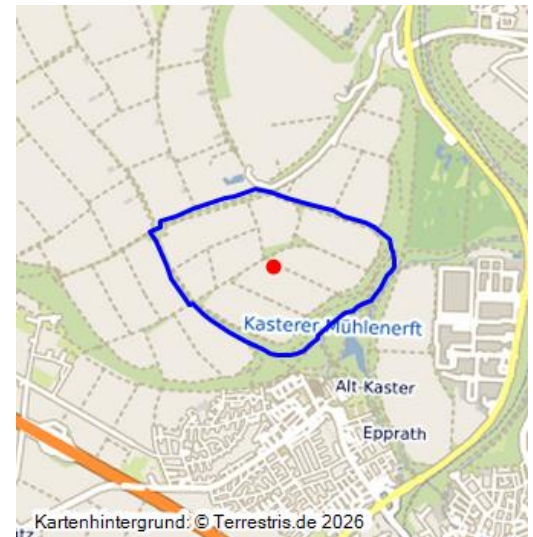 Kasterer Mühlenerft
Alt-Kaster
Epprath
Kartenhintergrund: © Terrestris.de 2026